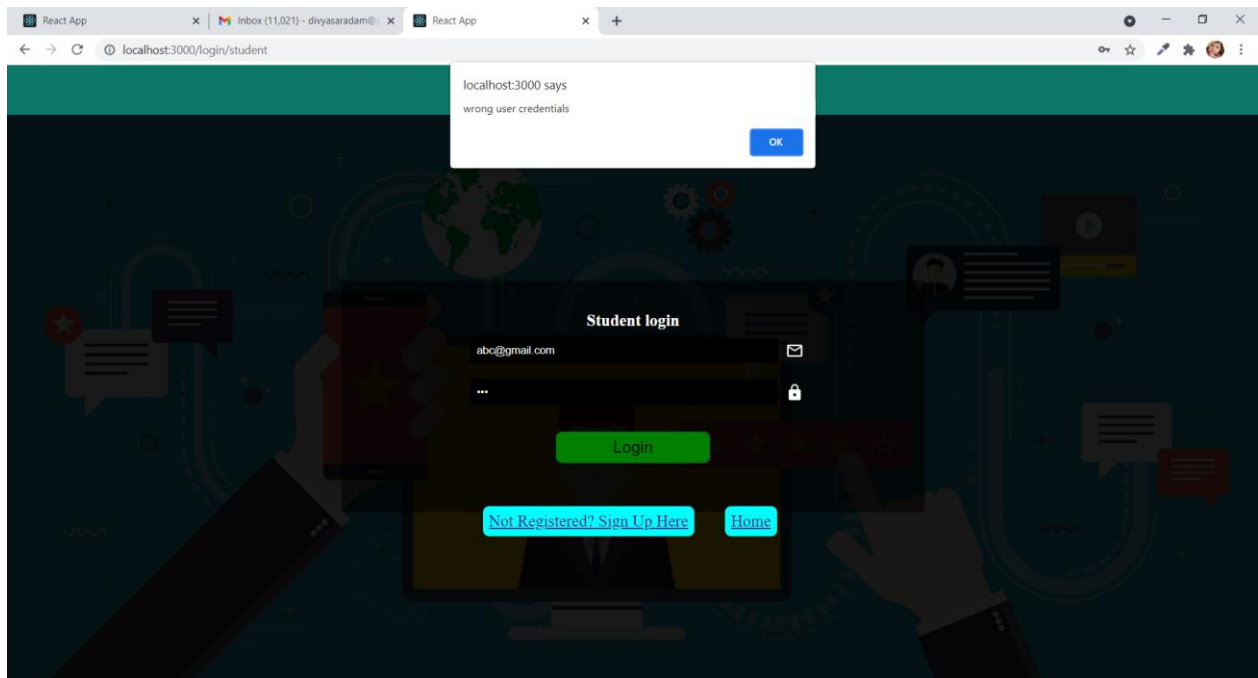 React App
Inbox (11,021) - divyasaradam@
React App
localhost:3000/login/student
localhost:3000 says
wrong user credentials
OK
Student login
abc@gmail.com
•••
Login
Not Registered? Sign Up Here
Home